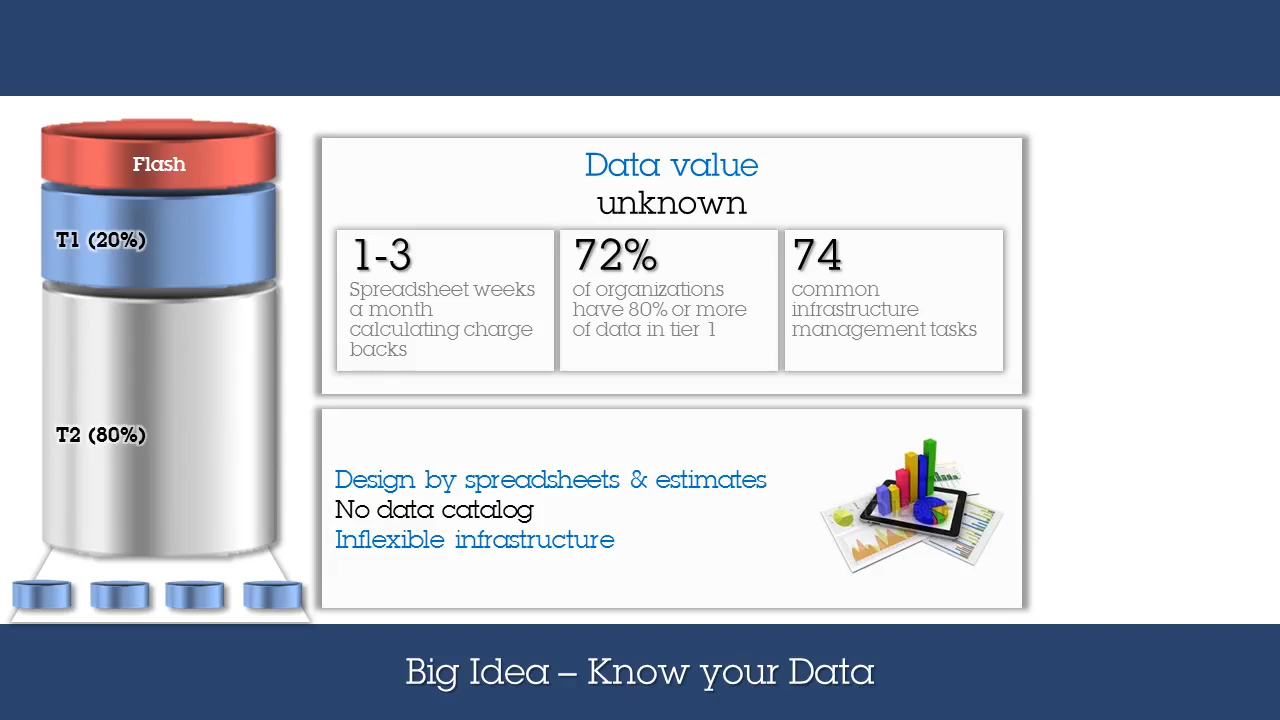 Flash
T1 (20%)
T2 (80%)
Data value
unknown
1-3
Spreadsheet weeks
a month
calculating charge
backs
72%
of organizations
have 80% or more
of data in tier 1
74
common
infrastructure
management tasks
Design by spreadsheets & estimates
No data catalog
Inflexible infrastructure
Big Idea – Know your Data